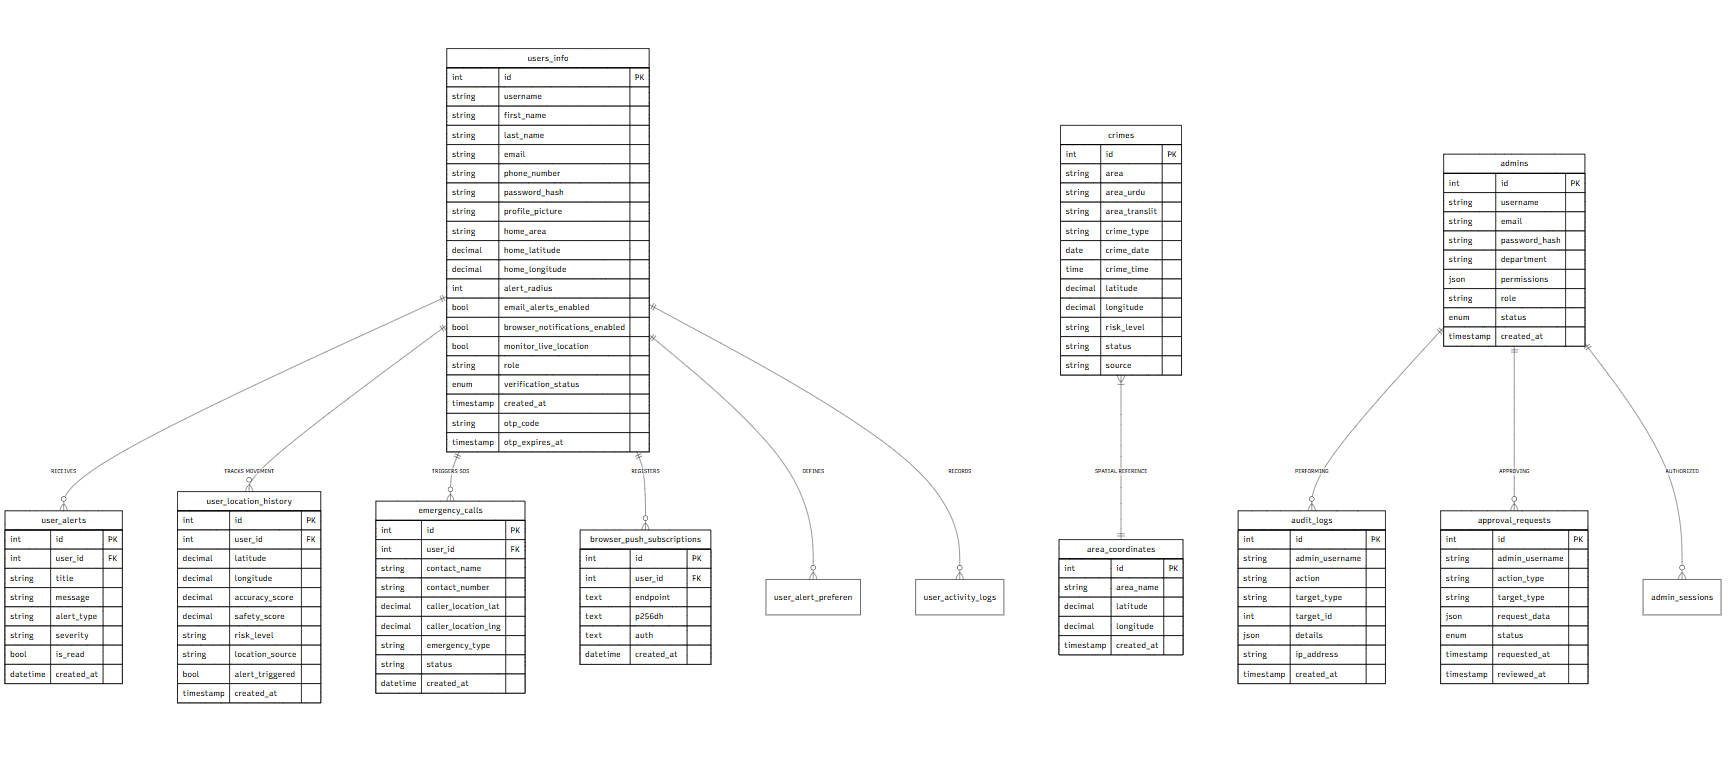 users_info
int id PK
string username
string first_name
string last_name
string email
string phone_number
string password_hash
string profile_picture
string home_area
decimal home_latitude
decimal home_longitude
int alert_radius
bool email_alerts_enabled
bool browser_notifications_enabled
bool monitor_live_location
string role
enum verification_status
timestamp created_at
string otp_code
timestamp otp_expires_at
crimes
int id PK
string area
string area_urdu
string area_translit
string crime_type
date crime_date
time crime_time
decimal latitude
decimal longitude
string risk_level
string status
string source
admins
int id PK
string username
string email
string password_hash
string department
json permissions
string role
enum status
timestamp created_at
RECEIVES
TRACKS MOVEMENT
TRIGGERS SOS
REGISTERS
DEFINES
RECORDS
SPATIAL REFERENCE
PERFORMING
APPROVING
AUTHORIZED
user_alerts
int id PK
int user_id FK
string title
string message
string alert_type
string severity
bool is_read
datetime created_at
user_location_history
int id PK
int user_id FK
decimal latitude
decimal longitude
decimal accuracy_score
decimal safety_score
string risk_level
string location_source
bool alert_triggered
timestamp created_at
emergency_calls
int id PK
int user_id FK
string contact_name
string contact_number
decimal caller_location_lat
decimal caller_location_lng
string emergency_type
string status
datetime created_at
browser_push_subscriptions
int id PK
int user_id FK
text endpoint
text p256dh
text auth
datetime created_at
user_alert_preferen
user_activity_logs
area_coordinates
int id PK
string area_name
decimal latitude
decimal longitude
timestamp created_at
audit_logs
int id PK
string admin_username
string action
string target_type
int target_id
json details
string ip_address
timestamp created_at
approval_requests
int id PK
string admin_username
string action_type
string target_type
json request_data
enum status
timestamp requested_at
timestamp reviewed_at
admin_sessions